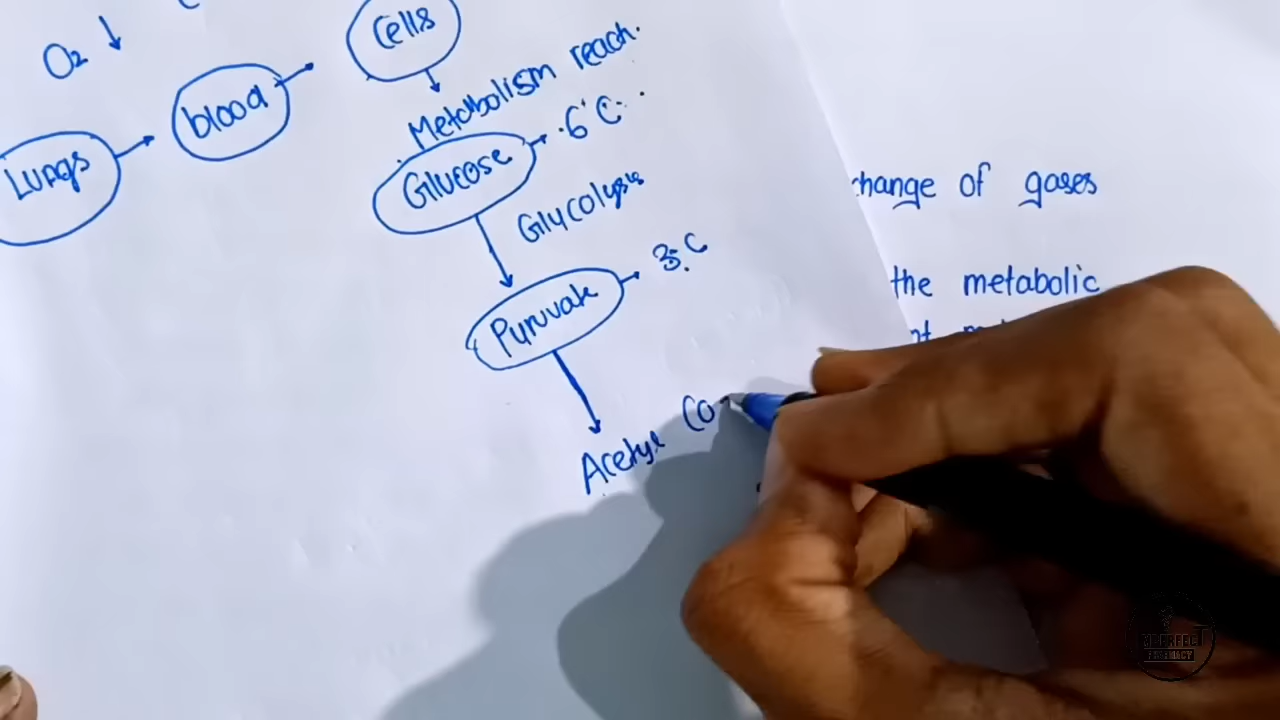 O₂ ↓
Cells
blood
Lungs
Metabolism reach.
Glucose
6 C
Glycolysis
3 C
Pyruvate
Acetyl Co
change of gases
the metabolic